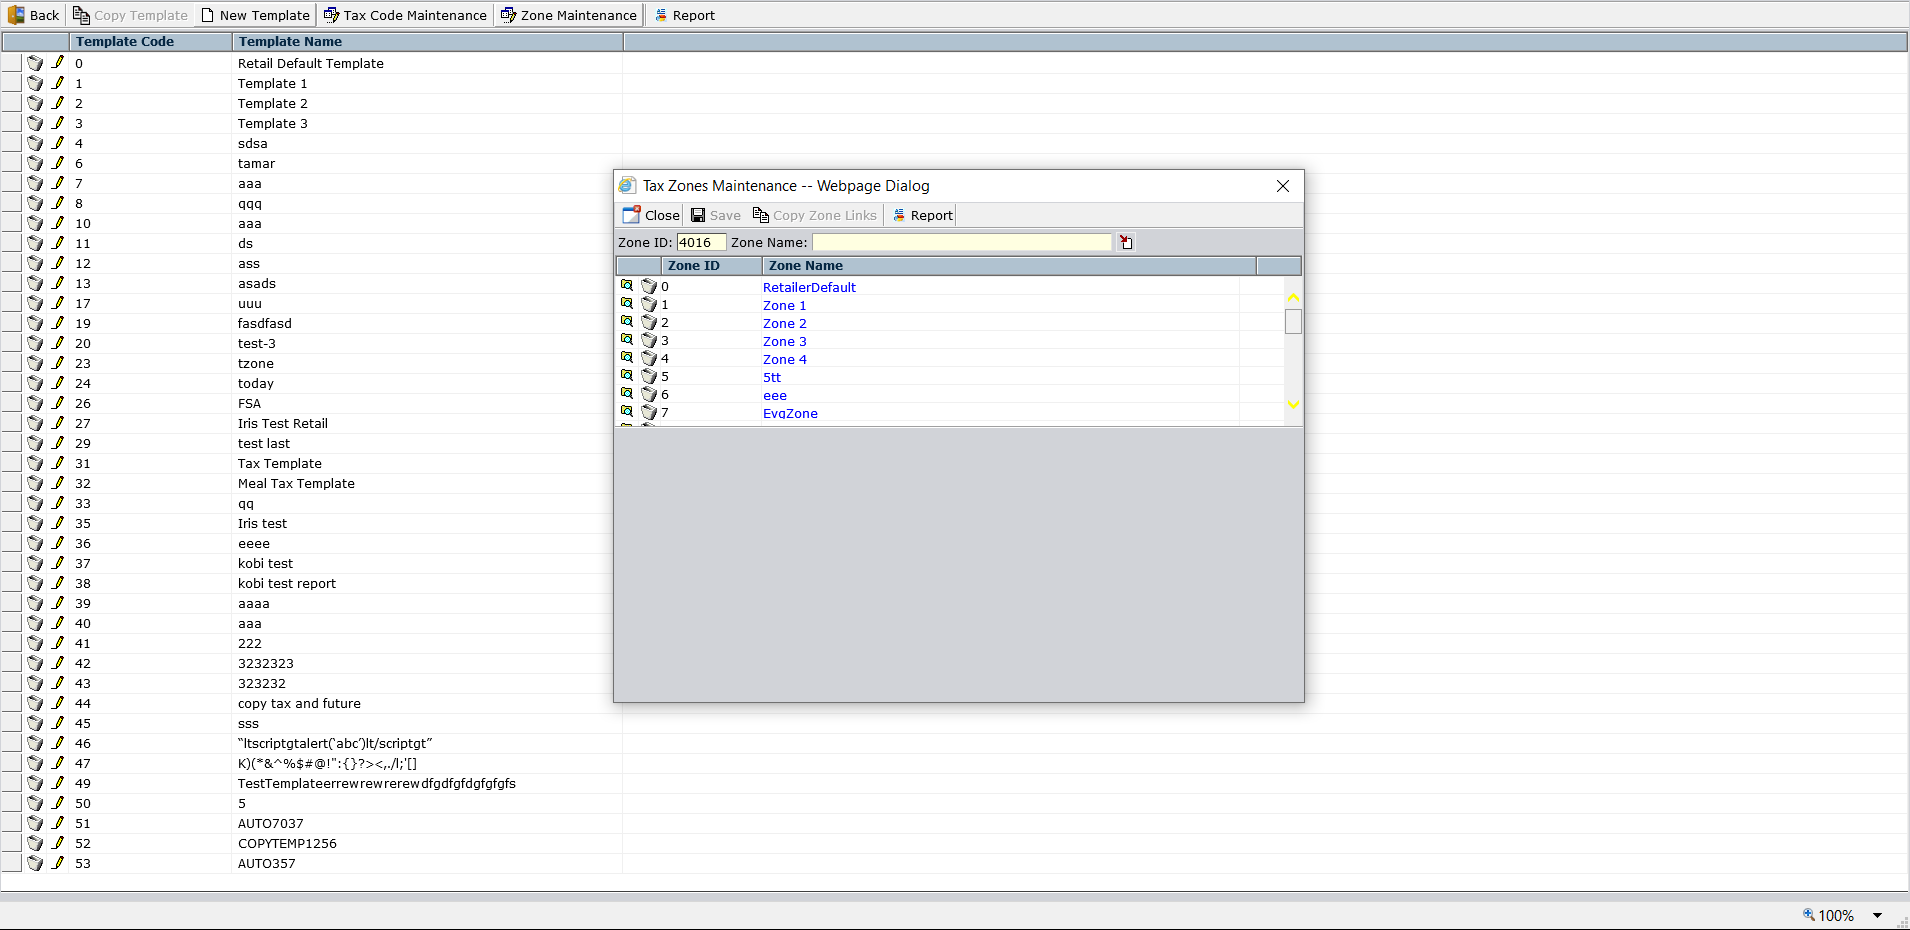 Back Copy Template New Template Tax Code Maintenance Zone Maintenance Report
Template Code Template Name
0 Retail Default Template
1 Template 1
2 Template 2
3 Template 3
4 sdsa
6 tamar
7 aaa
8 qqq
10 aaa
11 ds
12 ass
13 asads
17 uuu
19 fasdfasd
20 test-3
23 tzone
24 today
26 FSA
27 Iris Test Retail
29 test last
31 Tax Template
32 Meal Tax Template
33 qq
35 Iris test
36 eeee
37 kobi test
38 kobi test report
39 aaaa
40 aaa
41 222
42 3232323
43 323232
44 copy tax and future
45 sss
46 “ltscriptgtalert(‘abc’)lt/scriptgt”
47 K)(*&^%$#@!":{}?><,./l;'[]
49 TestTemplateerrewrewrerewdfgdfgfdgfgfgfs
50 5
51 AUTO7037
52 COPYTEMP1256
53 AUTO357
Tax Zones Maintenance -- Webpage Dialog
Close Save Copy Zone Links Report
Zone ID: 4016 Zone Name:
Zone ID Zone Name
0 RetailerDefault
1 Zone 1
2 Zone 2
3 Zone 3
4 Zone 4
5 5tt
6 eee
7 EvgZone
100%